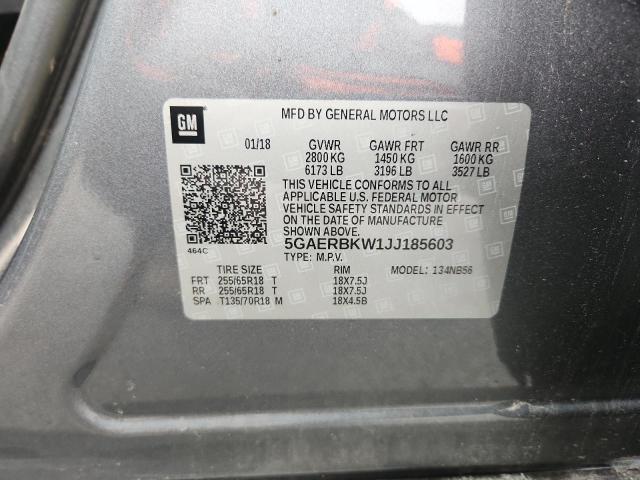 GM
MFD BY GENERAL MOTORS LLC
01/18 GVWR GAWR FRT GAWR RR
2800 KG 1450 KG 1600 KG
6173 LB 3196 LB 3527 LB
THIS VEHICLE CONFORMS TO ALL
APPLICABLE U.S. FEDERAL MOTOR
VEHICLE SAFETY STANDARDS IN EFFECT
ON THE DATE OF MANUFACTURE
SHOWN ABOVE.
464C
5GAERBKW1JJ185603
TYPE: M.P.V.
TIRE SIZE RIM MODEL: 134NB56
FRT 255/65R18 T 18X7.5J
RR 255/65R18 T 18X7.5J
SPA T135/70R18 M 18X4.5B